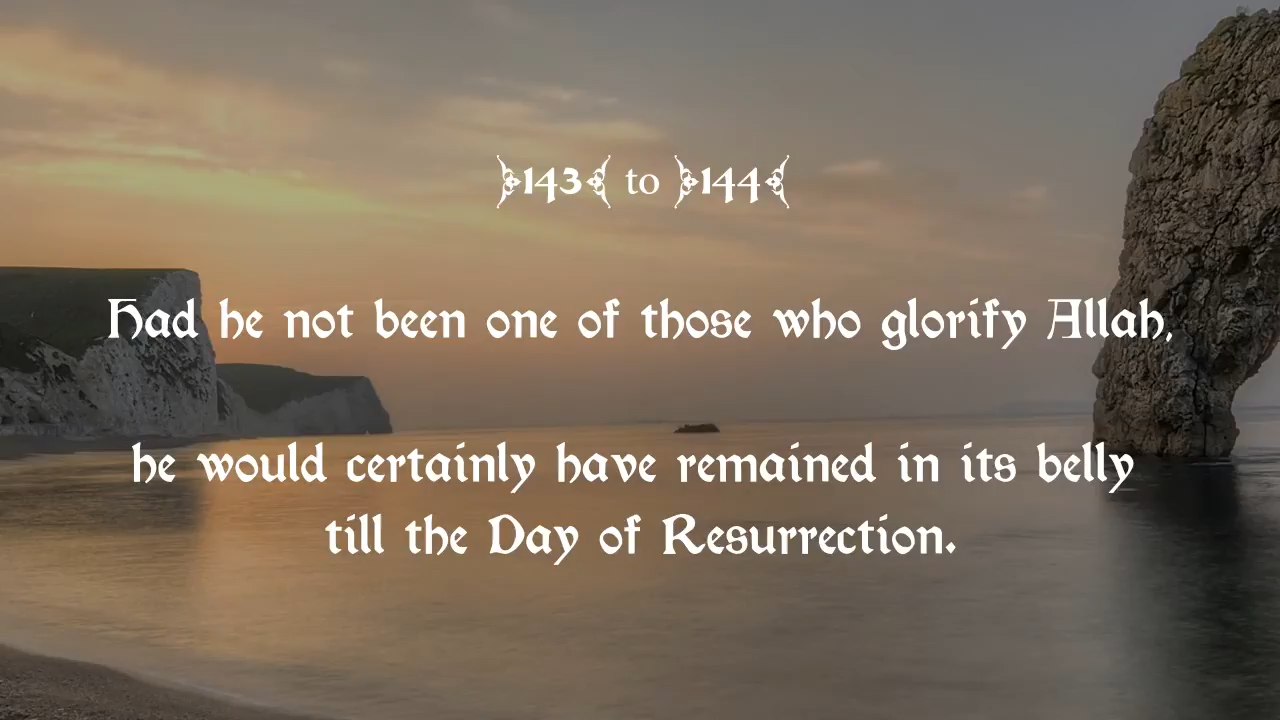 143 to 144
Had he not been one of those who glorify Allah,
he would certainly have remained in its belly
till the Day of Resurrection.